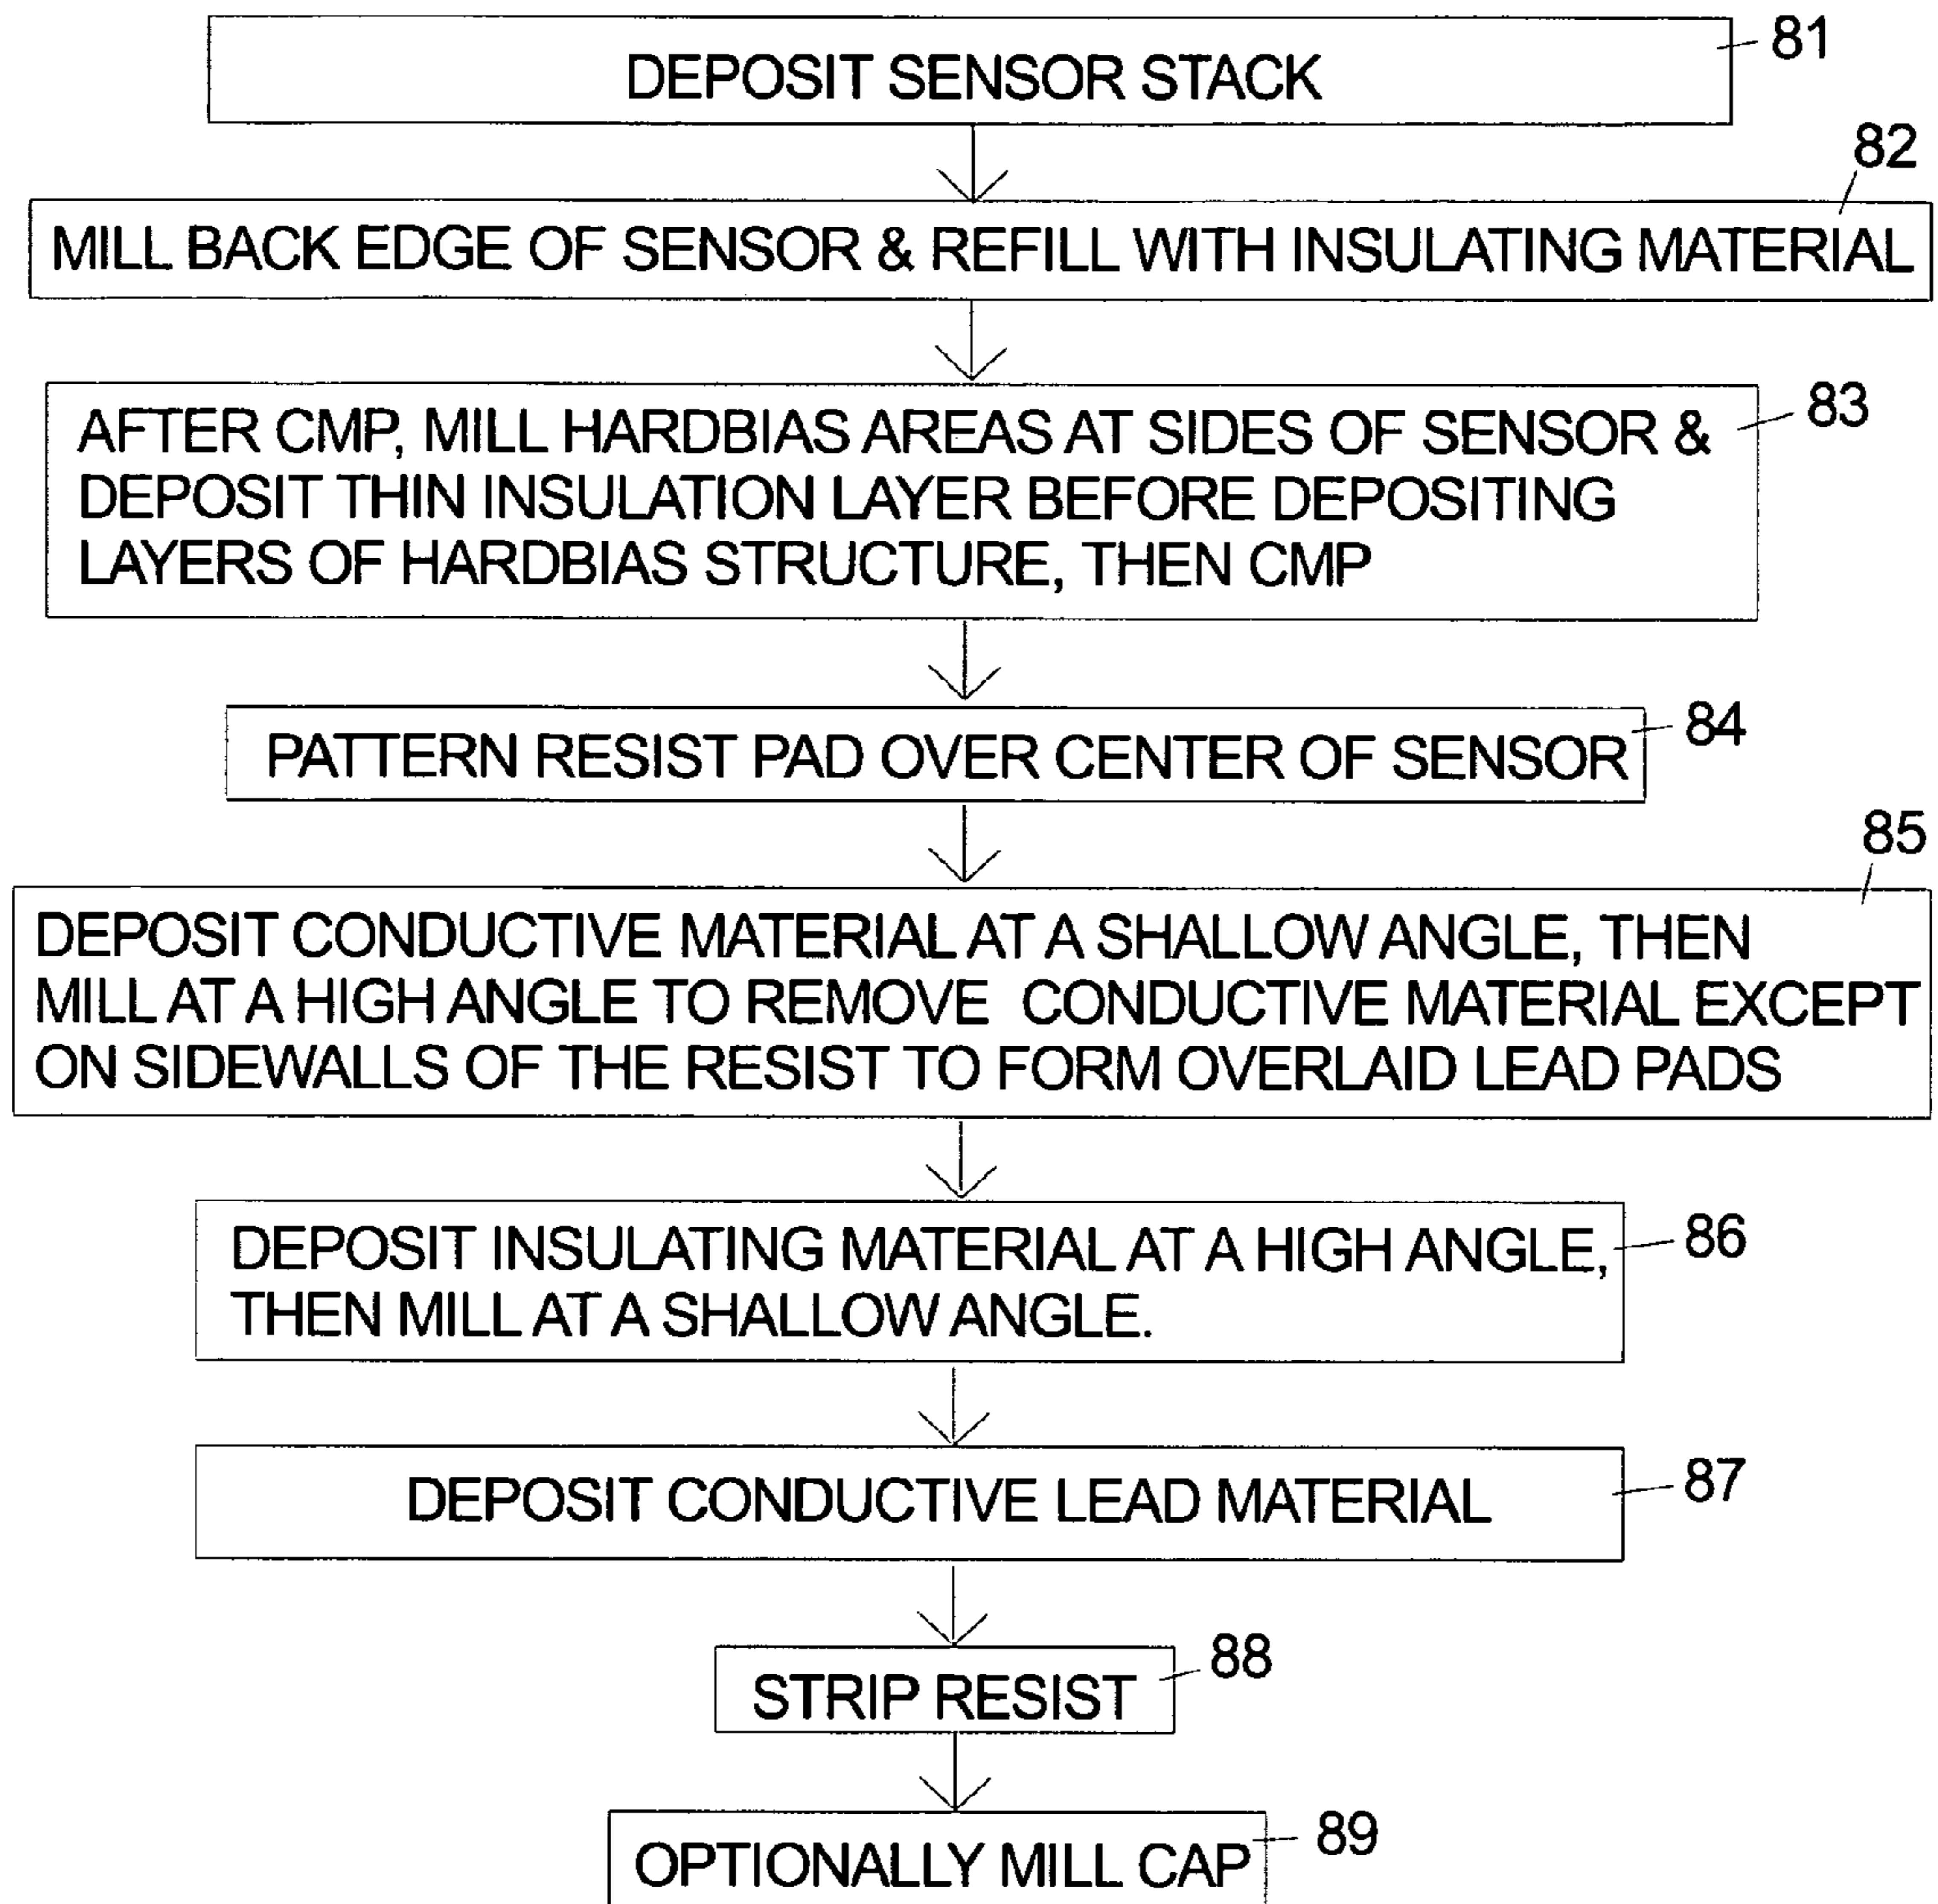 81
DEPOSIT SENSOR STACK
82
MILL BACK EDGE OF SENSOR & REFILL WITH INSULATING MATERIAL
83
AFTER CMP, MILL HARDBIAS AREAS AT SIDES OF SENSOR &
DEPOSIT THIN INSULATION LAYER BEFORE DEPOSITING
LAYERS OF HARDBIAS STRUCTURE, THEN CMP
84
PATTERN RESIST PAD OVER CENTER OF SENSOR
85
DEPOSIT CONDUCTIVE MATERIAL AT A SHALLOW ANGLE, THEN
MILL AT A HIGH ANGLE TO REMOVE CONDUCTIVE MATERIAL EXCEPT
ON SIDEWALLS OF THE RESIST TO FORM OVERLAID LEAD PADS
86
DEPOSIT INSULATING MATERIAL AT A HIGH ANGLE,
THEN MILL AT A SHALLOW ANGLE.
87
DEPOSIT CONDUCTIVE LEAD MATERIAL
88
STRIP RESIST
89
OPTIONALLY MILL CAP